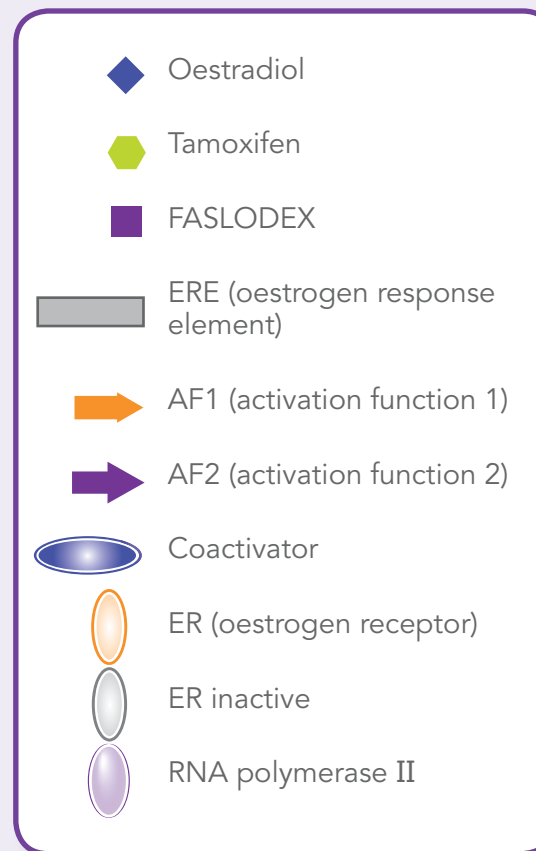 Oestradiol
Tamoxifen
FASLODEX
ERE (oestrogen response
element)
AF1 (activation function 1)
AF2 (activation function 2)
Coactivator
ER (oestrogen receptor)
ER inactive
RNA polymerase II